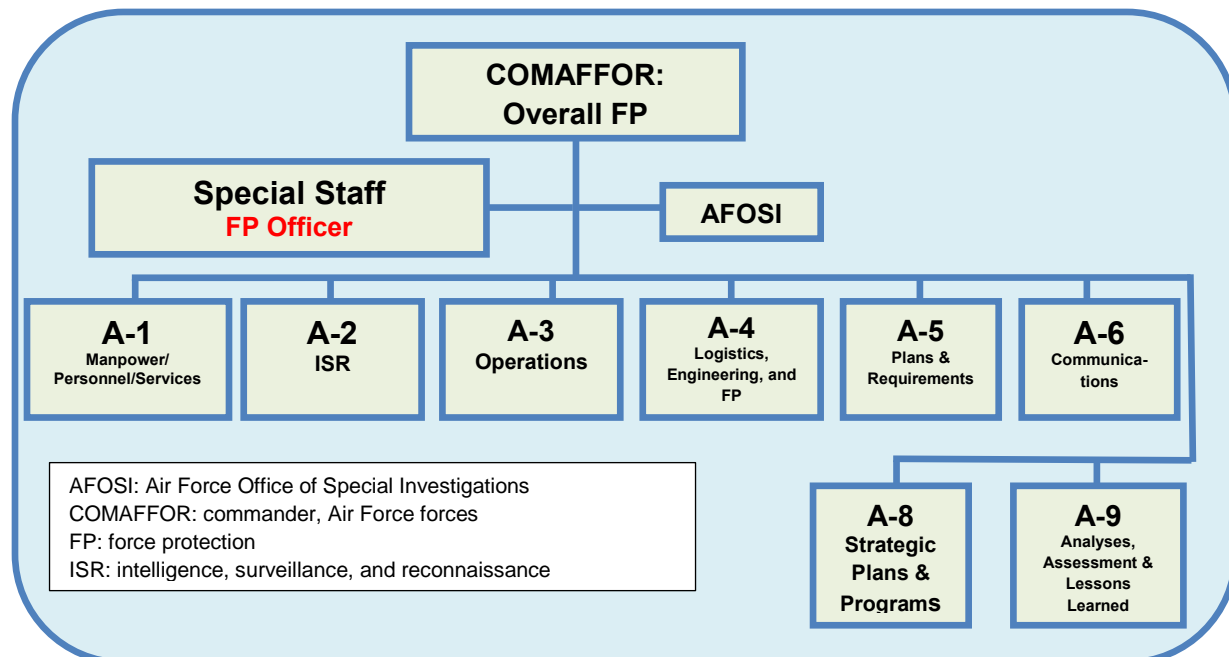 COMAFFOR:
Overall FP
Special Staff
FP Officer
AFOSI
A-1
Manpower/
Personnel/Services
A-2
ISR
A-3
Operations
A-4
Logistics,
Engineering, and
FP
A-5
Plans &
Requirements
A-6
Communica-
tions
AFOSI: Air Force Office of Special Investigations
COMAFFOR: commander, Air Force forces
FP: force protection
ISR: intelligence, surveillance, and reconnaissance
A-8
Strategic
Plans &
Programs
A-9
Analyses,
Assessment &
Lessons
Learned